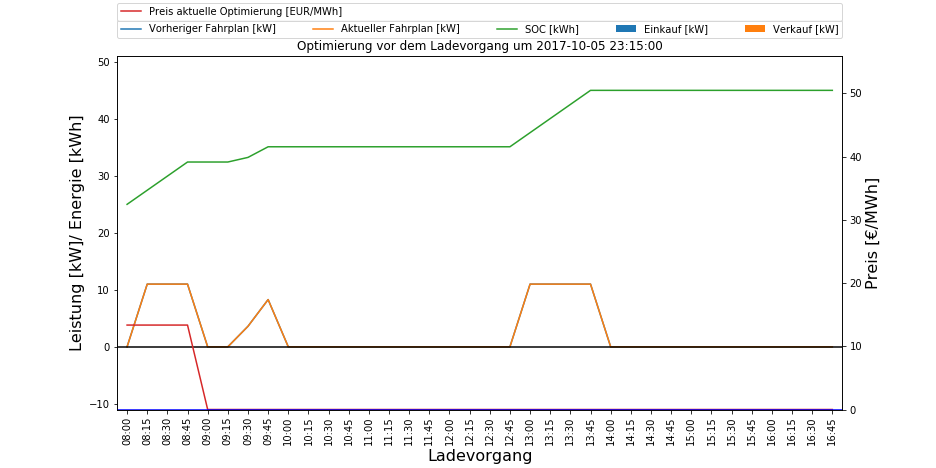 Preis aktuelle Optimierung [EUR/MWh]
Vorheriger Fahrplan [kW] Aktueller Fahrplan [kW] SOC [kWh] Einkauf [kW] Verkauf [kW]
Optimierung vor dem Ladevorgang um 2017-10-05 23:15:00
Leistung [kW]/ Energie [kWh]
50
40
30
20
10
0
−10
50
40
30
20
10
0
Preis [€/MWh]
08:00 08:15 08:30 08:45 09:00 09:15 09:30 09:45 10:00 10:15 10:30 10:45 11:00 11:15 11:30 11:45 12:00 12:15 12:30 12:45 13:00 13:15 13:30 13:45 14:00 14:15 14:30 14:45 15:00 15:15 15:30 15:45 16:00 16:15 16:30 16:45
Ladevorgang